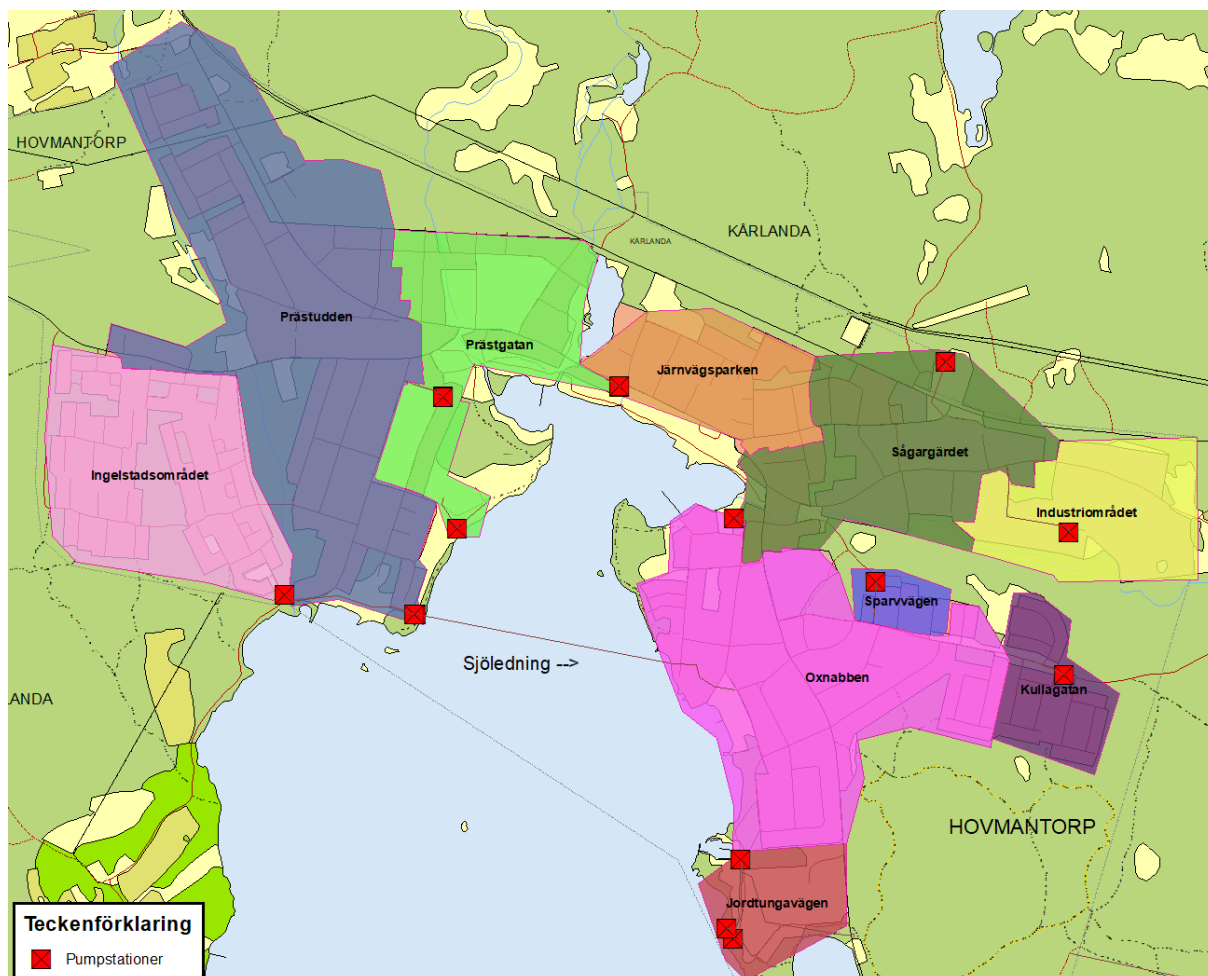 HOVMANTORP
KÅRLANDA
KÅRLANDA
Prästudden
Prästgatan
Järnvägsparken
Sågargärdet
Ingelstadsområdet
Industriområdet
Sparvvägen
Sjöledning -->
Oxnabben
Kullagatan
LANDA
HOVMANTORP
Jordtungavägen
Teckenförklaring
Pumpstationer